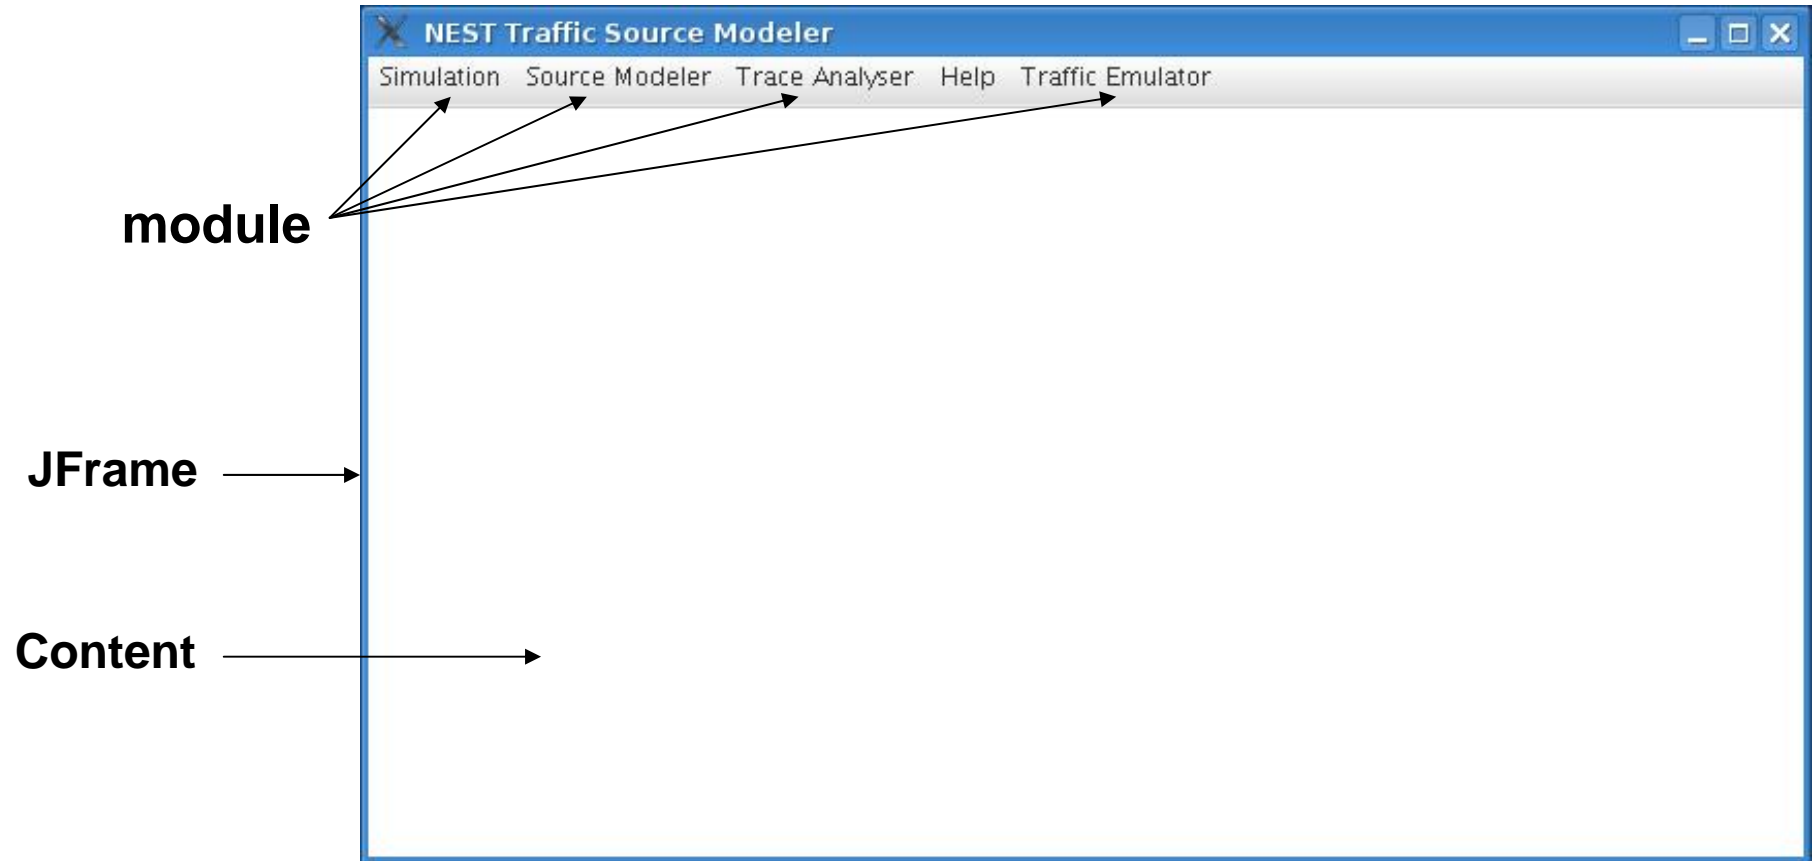 NEST Traffic Source Modeler
Simulation Source Modeler Trace Analyser Help Traffic Emulator
module
JFrame
Content